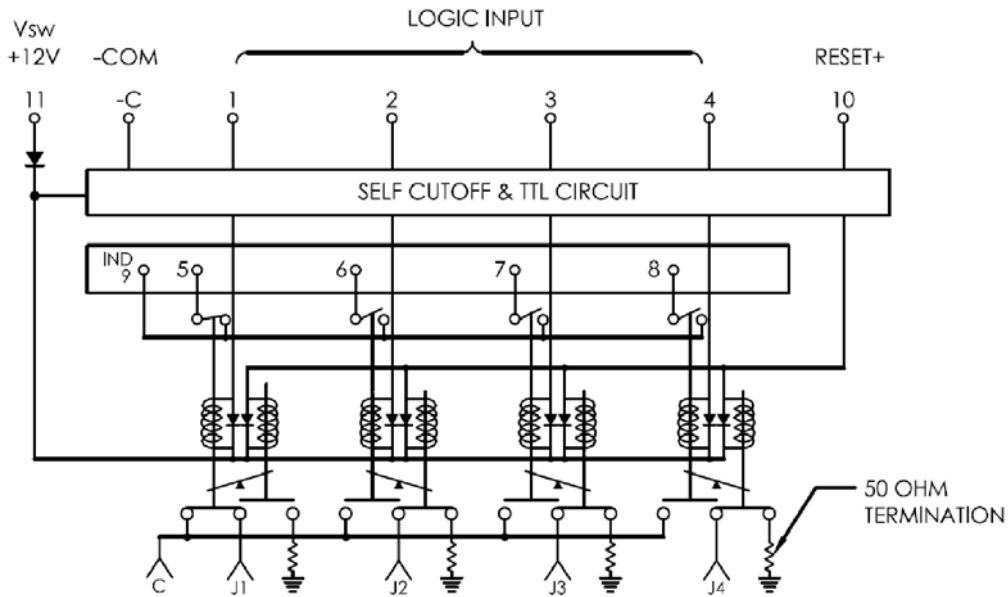 LOGIC INPUT
Vsw
+12V
-COM
RESET+
11
-C
1
2
3
4
10
SELF CUTOFF & TTL CIRCUIT
IND
9
5
6
7
8
50 OHM
TERMINATION
C
J1
J2
J3
J4